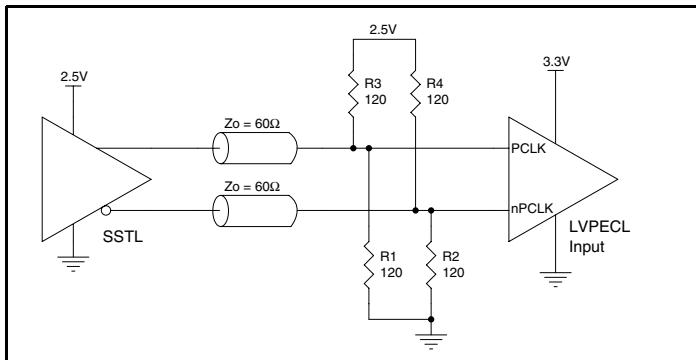 2.5V
2.5V
3.3V
R3
120
R4
120
Zo = 60Ω
PCLK
Zo = 60Ω
nPCLK
SSTL
LVPECL
Input
R1
120
R2
120